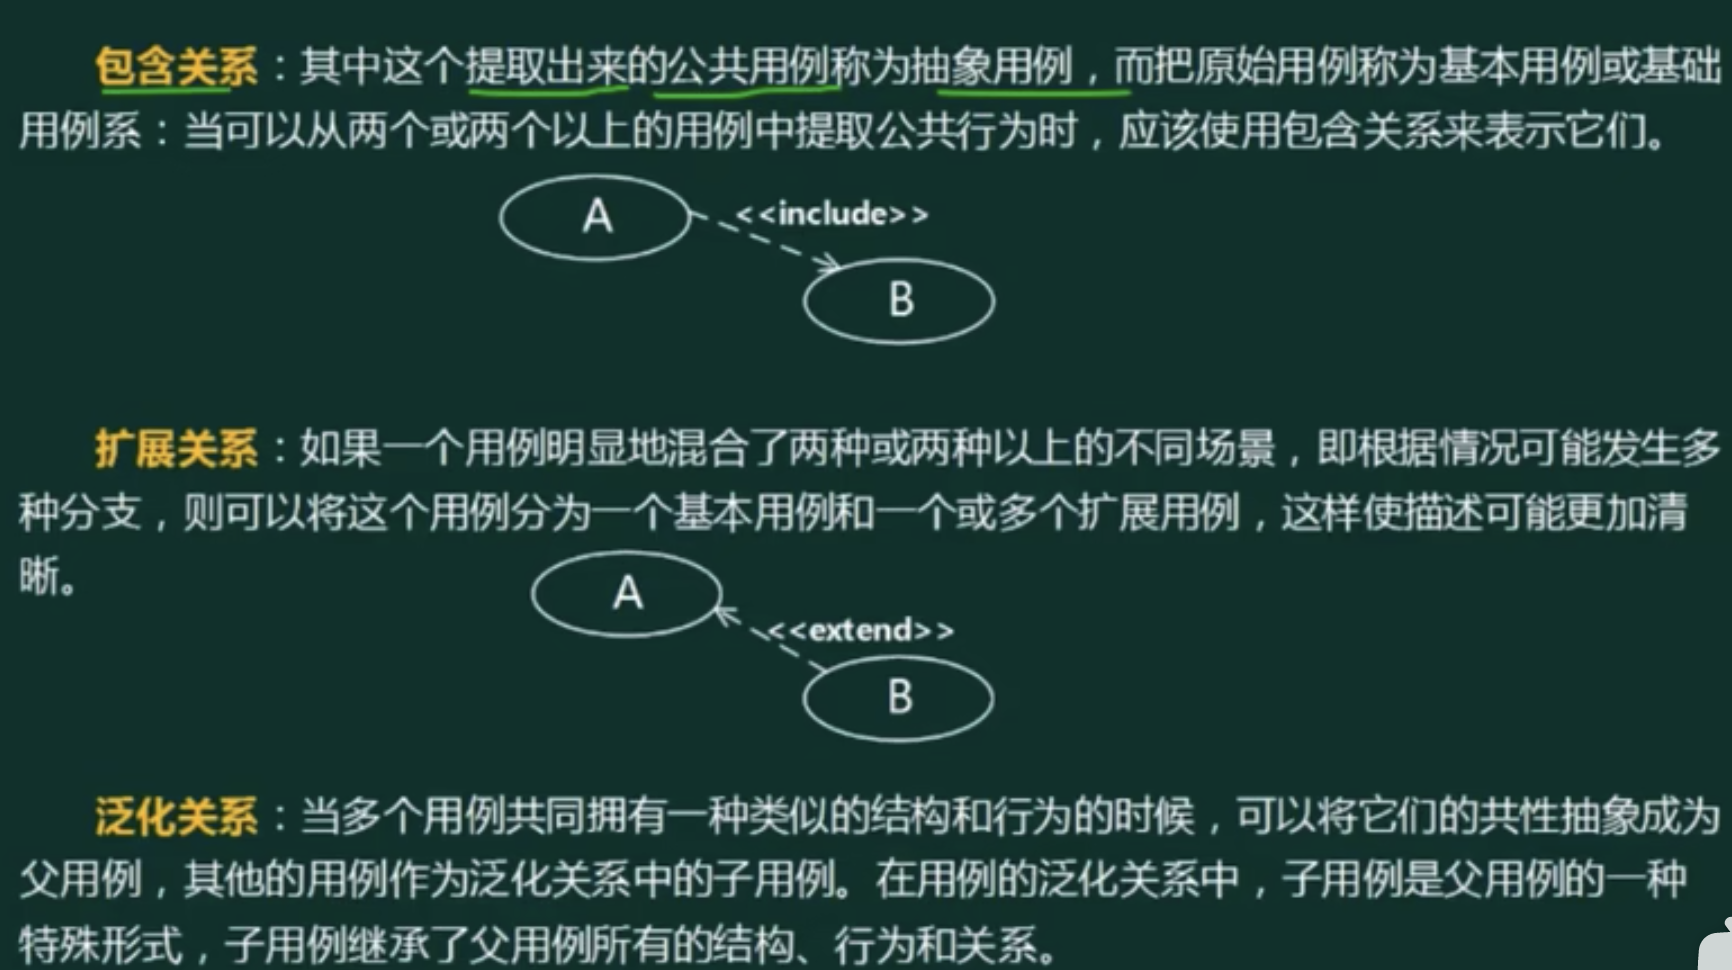 包含关系：其中这个提取出来的公共用例称为抽象用例，而把原始用例称为基本用例或基础
用例系：当可以从两个或两个以上的用例中提取公共行为时，应该使用包含关系来表示它们。
A
<<include>>
B
扩展关系：如果一个用例明显地混合了两种或两种以上的不同场景，即根据情况可能发生多
种分支，则可以将这个用例分为一个基本用例和一个或多个扩展用例，这样使描述可能更加清
晰。
A
<<extend>>
B
泛化关系：当多个用例共同拥有一种类似的结构和行为的时候，可以将它们的共性抽象成为
父用例，其他的用例作为泛化关系中的子用例。在用例的泛化关系中，子用例是父用例的一种
特殊形式，子用例继承了父用例所有的结构、行为和关系。